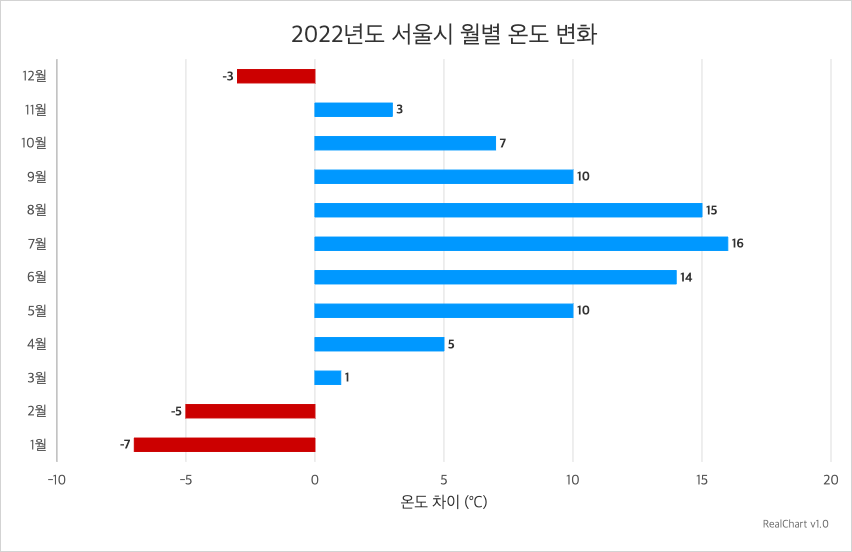 2022년도 서울시 월별 온도 변화
12월 -3
11월 3
10월 7
9월 10
8월 15
7월 16
6월 14
5월 10
4월 5
3월 1
2월 -5
1월 -7
-10 -5 0 5 10 15 20
온도 차이 (℃)
RealChart v1.0